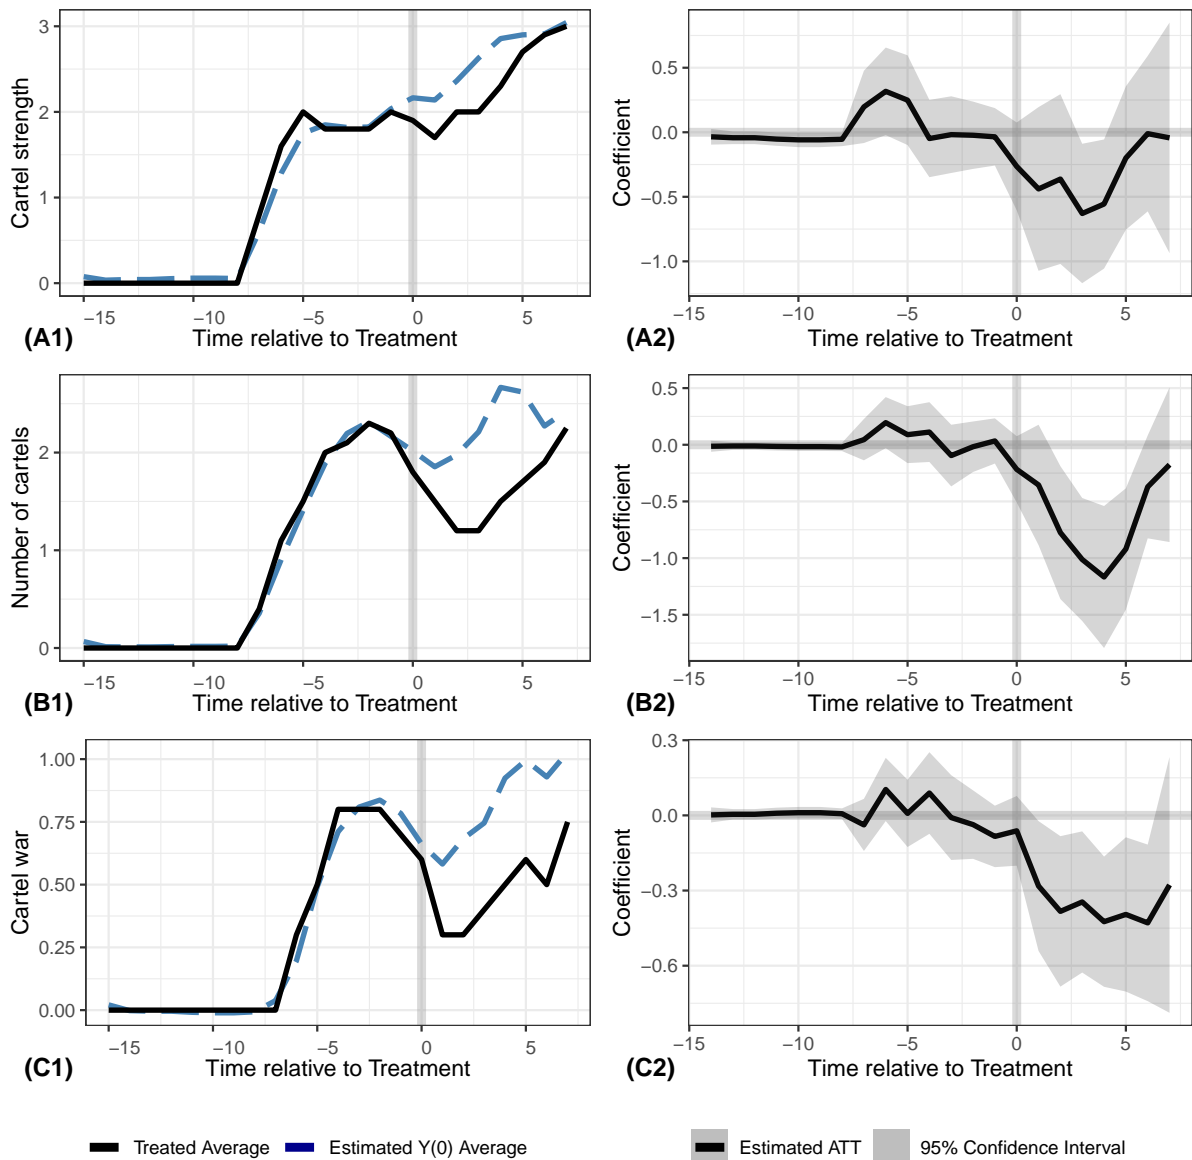 Cartel strength
3
2
1
0
−15
−10
−5
0
5
Time relative to Treatment
(A1)
Coefficient
0.5
0.0
−0.5
−1.0
−15
−10
−5
0
5
Time relative to Treatment
(A2)
Number of cartels
2
1
0
−15
−10
−5
0
5
Time relative to Treatment
(B1)
Coefficient
0.5
0.0
−0.5
−1.0
−1.5
−15
−10
−5
0
5
Time relative to Treatment
(B2)
Cartel war
1.00
0.75
0.50
0.25
0.00
−15
−10
−5
0
5
Time relative to Treatment
(C1)
Coefficient
0.3
0.0
−0.3
−0.6
−15
−10
−5
0
5
Time relative to Treatment
(C2)
Treated Average
Estimated Y(0) Average
Estimated ATT
95% Confidence Interval